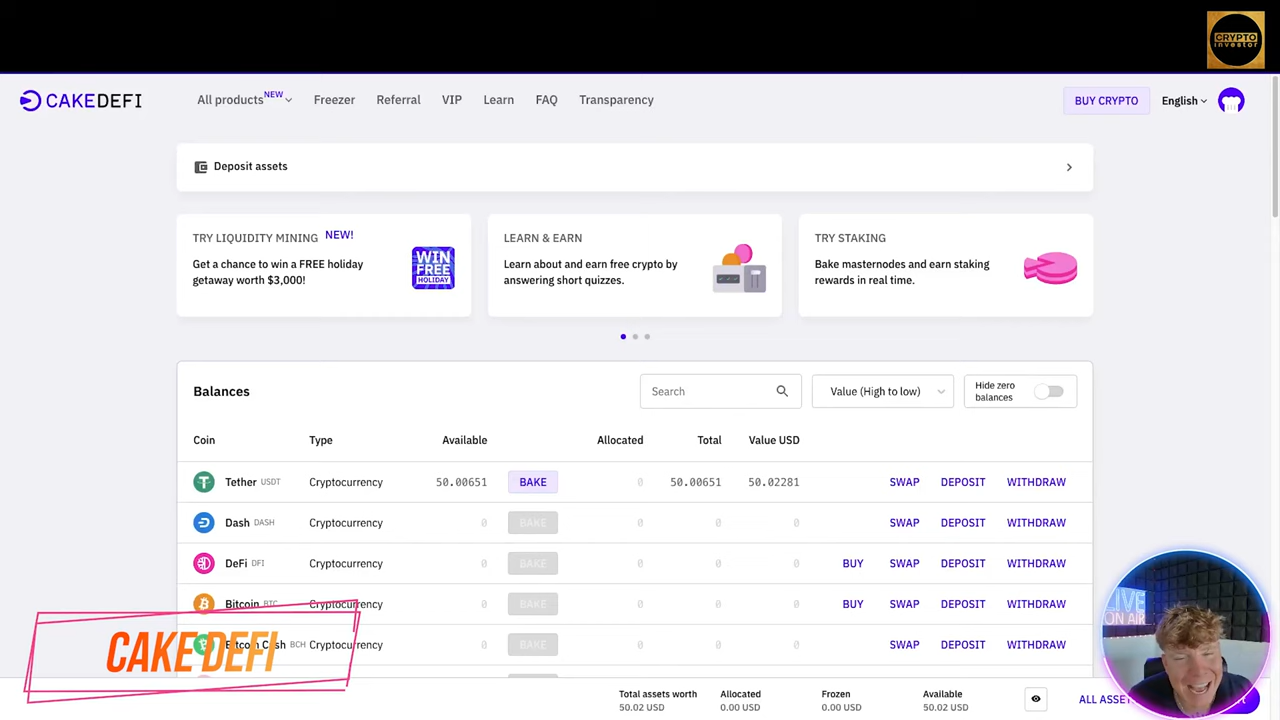 CRYPTO
investor
CAKEDEFI
All products NEW
Freezer
Referral
VIP
Learn
FAQ
Transparency
BUY CRYPTO
English
Deposit assets
TRY LIQUIDITY MINING NEW!
Get a chance to win a FREE holiday
getaway worth $3,000!
WIN
FREE
HOLIDAY
LEARN & EARN
Learn about and earn free crypto by
answering short quizzes.
TRY STAKING
Bake masternodes and earn staking
rewards in real time.
Balances
Search
Value (High to low)
Hide zero
balances
Coin Type Available Allocated Total Value USD
Tether USDT Cryptocurrency 50.00651 BAKE 0 50.00651 50.02281 SWAP DEPOSIT WITHDRAW
Dash DASH Cryptocurrency 0 BAKE 0 0 0 SWAP DEPOSIT WITHDRAW
DeFi DFI Cryptocurrency 0 BAKE 0 0 0 BUY SWAP DEPOSIT WITHDRAW
Bitcoin BTC Cryptocurrency 0 BAKE 0 0 0 BUY SWAP DEPOSIT WITHDRAW
Bitcoin Cash BCH Cryptocurrency 0 BAKE 0 0 0 SWAP DEPOSIT WITHDRAW
CAKE DEFI
Total assets worth
50.02 USD
Allocated
0.00 USD
Frozen
0.00 USD
Available
50.02 USD
ALL
LIVE
ON AIR